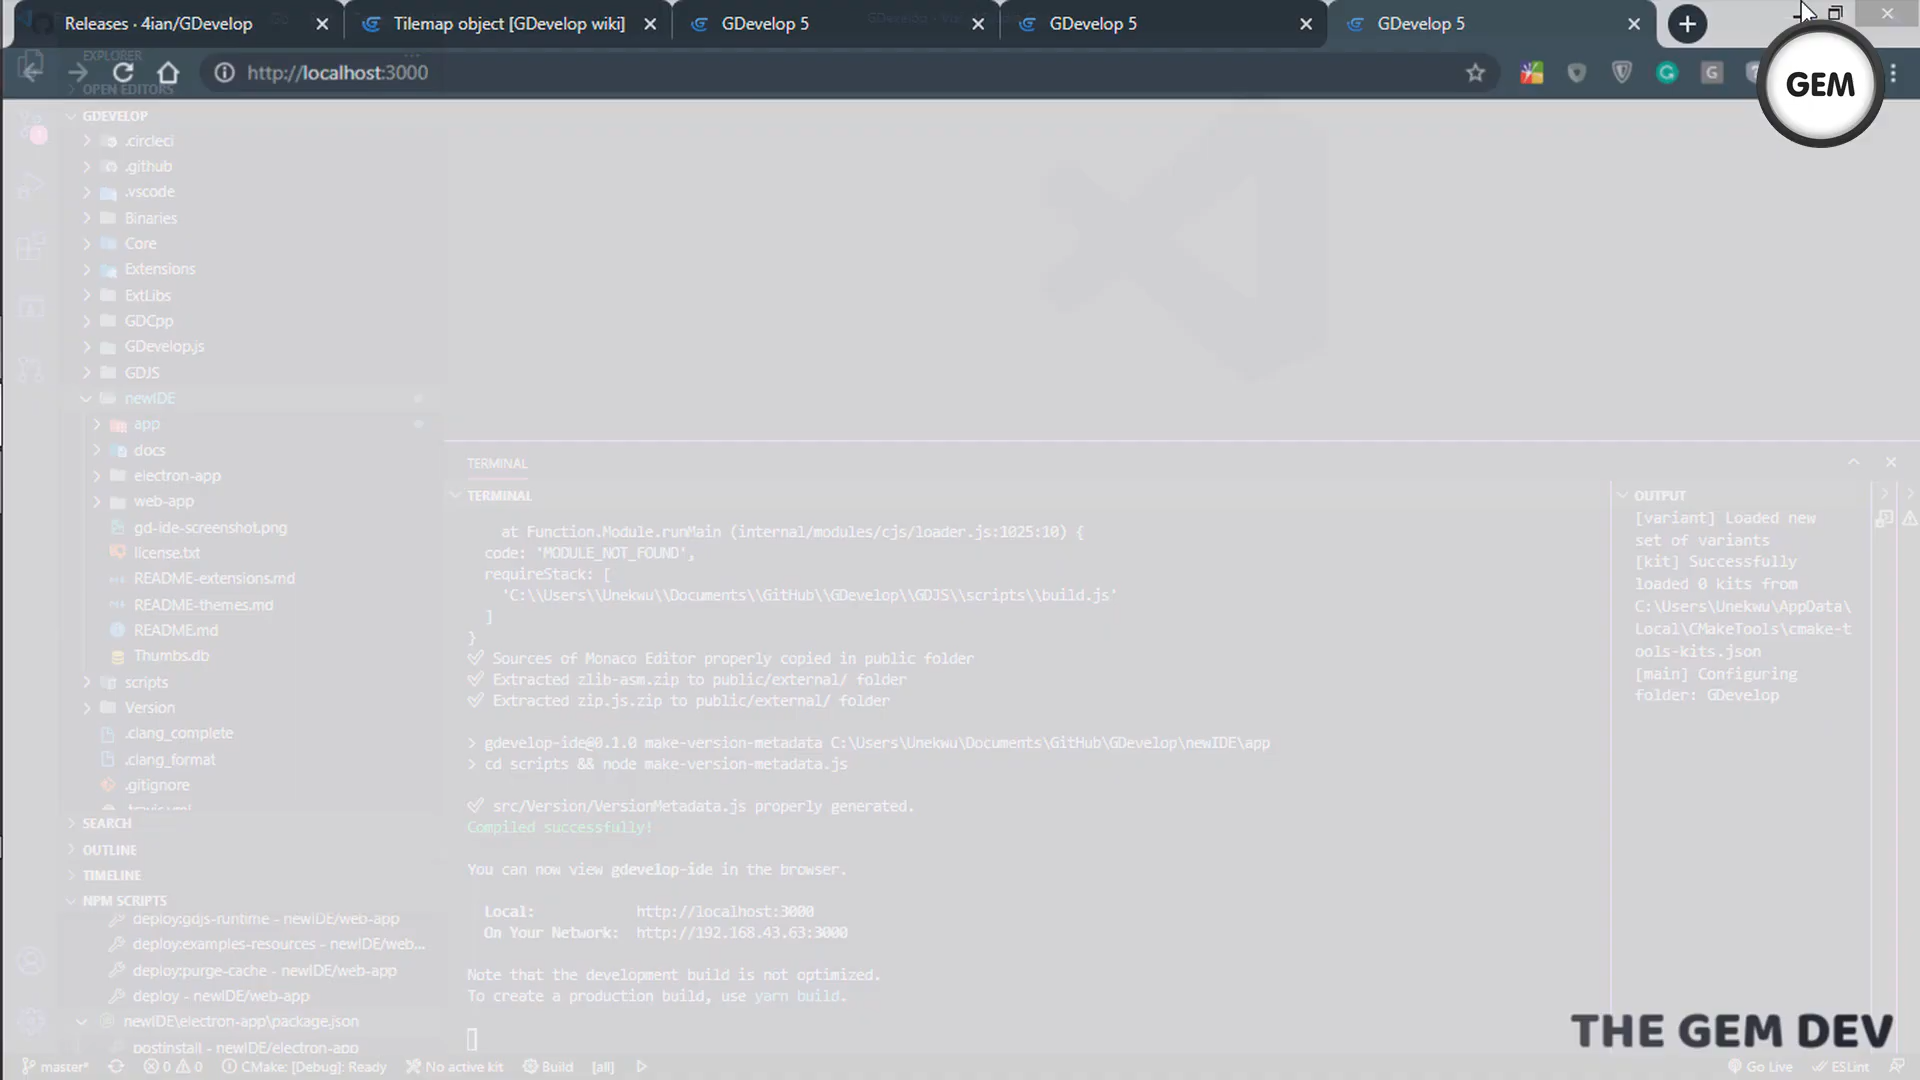 Releases · 4ian/GDevelop
Tilemap object [GDevelop wiki]
GDevelop 5
GDevelop 5
GDevelop 5
http://localhost:3000
GEM
EXPLORER
OPEN EDITORS
GDEVELOP
.circleci
.github
.vscode
Binaries
Core
Extensions
ExtLibs
GDCpp
GDevelop.js
GDJS
newIDE
app
docs
electron-app
web-app
gd-ide-screenshot.png
license.txt
README-extensions.md
README-themes.md
README.md
Thumbs.db
scripts
Version
.clang_complete
.clang_format
.gitignore
.travis.yml
SEARCH
OUTLINE
TIMELINE
NPM SCRIPTS
deploy:gdjs-runtime - newIDE/web-app
deploy:examples-resources - newIDE/web...
deploy:purge-cache - newIDE/web-app
deploy - newIDE/web-app
newIDE\electron-app\package.json
postinstall - newIDE/electron-app
TERMINAL
TERMINAL
at Function.Module.runMain (internal/modules/cjs/loader.js:1025:10) {
code: 'MODULE_NOT_FOUND',
requireStack: [
'C:\\Users\\Unekwu\\Documents\\GitHub\\GDevelop\\GDJS\\scripts\\build.js'
]
}
✓ Sources of Monaco Editor properly copied in public folder
✓ Extracted zlib-asm.zip to public/external/ folder
✓ Extracted zip.js.zip to public/external/ folder
> gdevelop-ide@0.1.0 make-version-metadata C:\Users\Unekwu\Documents\GitHub\GDevelop\newIDE\app
> cd scripts && node make-version-metadata.js
✓ src/Version/VersionMetadata.js properly generated.
Compiled successfully!
You can now view gdevelop-ide in the browser.
Local: http://localhost:3000
On Your Network: http://192.168.43.63:3000
Note that the development build is not optimized.
To create a production build, use yarn build.
OUTPUT
[variant] Loaded new
set of variants
[kit] Successfully
loaded 0 kits from
C:\Users\Unekwu\AppData\
Local\CMakeTools\cmake-t
ools-kits.json
[main] Configuring
folder: GDevelop
THE GEM DEV
master*
0
0
CMake: [Debug]: Ready
No active kit
Build
[all]
Go Live
ESLint